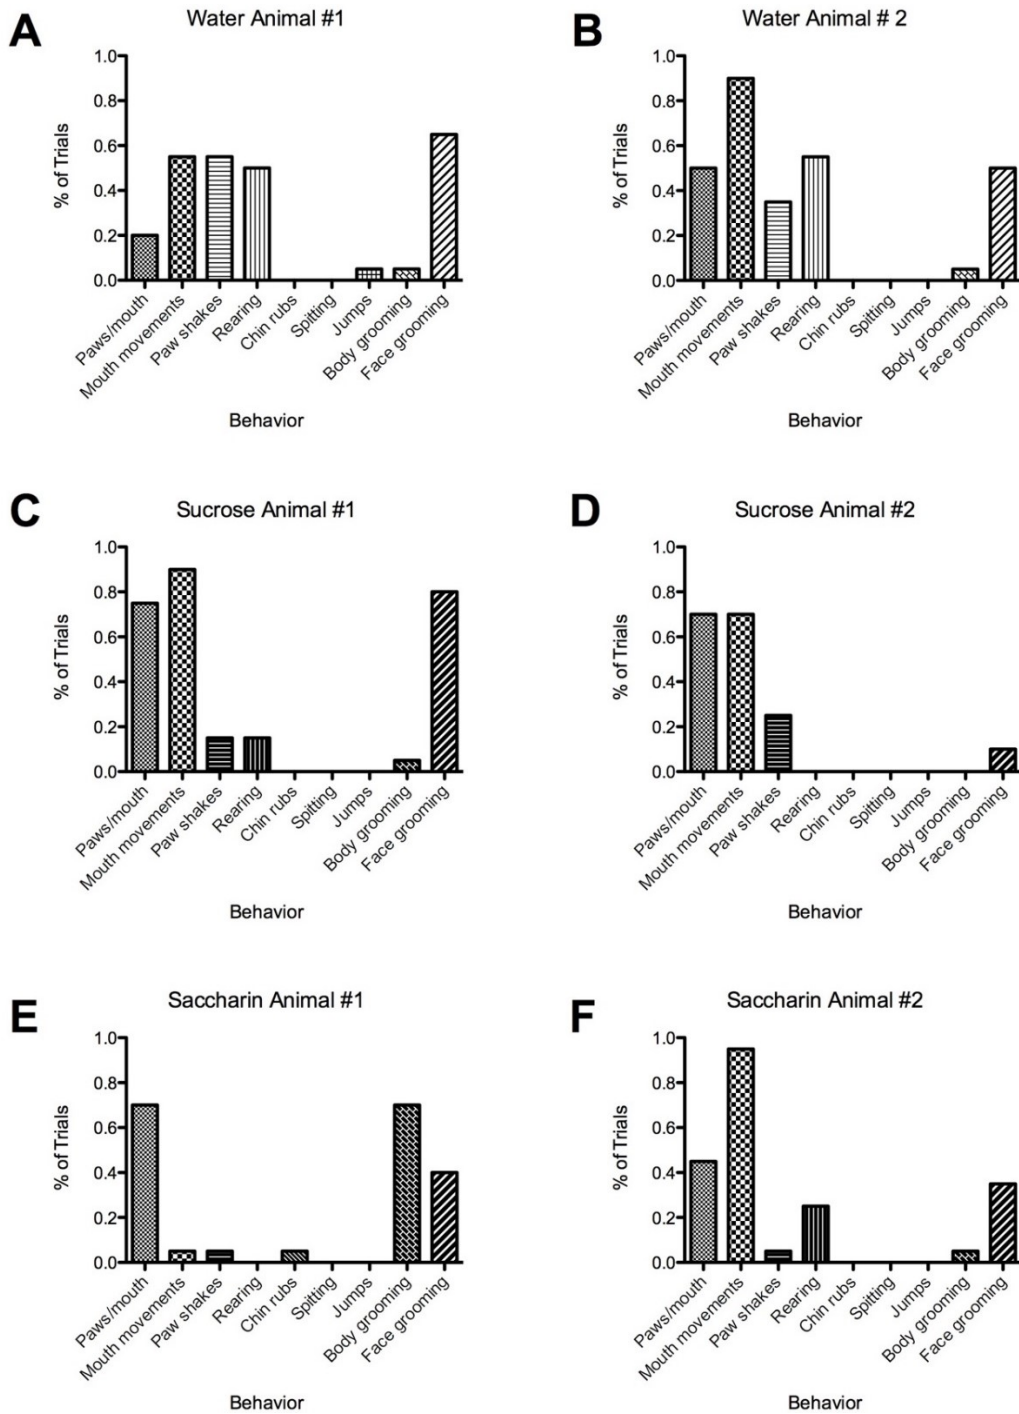 A
Water Animal #1
% of Trials
1.0
0.8
0.6
0.4
0.2
0.0
Paws/mouth
Mouth movements
Paw shakes
Rearing
Chin rubs
Spitting
Jumps
Body grooming
Face grooming
Behavior
B
Water Animal # 2
% of Trials
1.0
0.8
0.6
0.4
0.2
0.0
Paws/mouth
Mouth movements
Paw shakes
Rearing
Chin rubs
Spitting
Jumps
Body grooming
Face grooming
Behavior
C
Sucrose Animal #1
% of Trials
1.0
0.8
0.6
0.4
0.2
0.0
Paws/mouth
Mouth movements
Paw shakes
Rearing
Chin rubs
Spitting
Jumps
Body grooming
Face grooming
Behavior
D
Sucrose Animal #2
% of Trials
1.0
0.8
0.6
0.4
0.2
0.0
Paws/mouth
Mouth movements
Paw shakes
Rearing
Chin rubs
Spitting
Jumps
Body grooming
Face grooming
Behavior
E
Saccharin Animal #1
% of Trials
1.0
0.8
0.6
0.4
0.2
0.0
Paws/mouth
Mouth movements
Paw shakes
Rearing
Chin rubs
Spitting
Jumps
Body grooming
Face grooming
Behavior
F
Saccharin Animal #2
% of Trials
1.0
0.8
0.6
0.4
0.2
0.0
Paws/mouth
Mouth movements
Paw shakes
Rearing
Chin rubs
Spitting
Jumps
Body grooming
Face grooming
Behavior